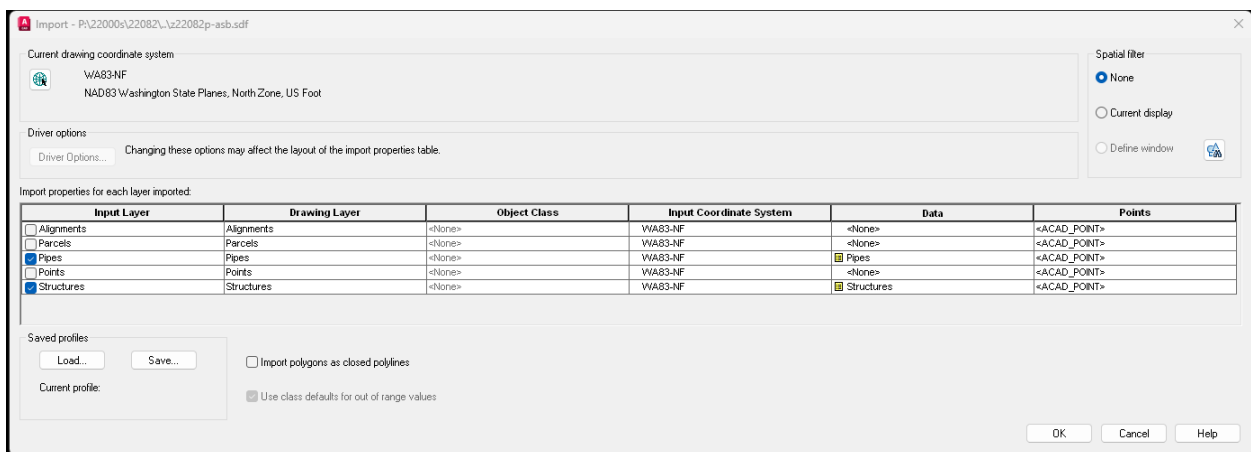 Import - P:\22000s\22082\..\z22082p-asb.sdf
Current drawing coordinate system
WA83-NF
NAD83 Washington State Planes, North Zone, US Foot
Spatial filter
None
Current display
Define window
Driver options
Driver Options... Changing these options may affect the layout of the import properties table.
Import properties for each layer imported:
Input Layer Drawing Layer Object Class Input Coordinate System Data Points
Alignments Alignments <None> WA83-NF <None> <ACAD_POINT>
Parcels Parcels <None> WA83-NF <None> <ACAD_POINT>
Pipes Pipes <None> WA83-NF Pipes <ACAD_POINT>
Points Points <None> WA83-NF <None> <ACAD_POINT>
Structures Structures <None> WA83-NF Structures <ACAD_POINT>
Saved profiles
Load... Save...
Current profile:
Import polygons as closed polylines
Use class defaults for out of range values
OK Cancel Help